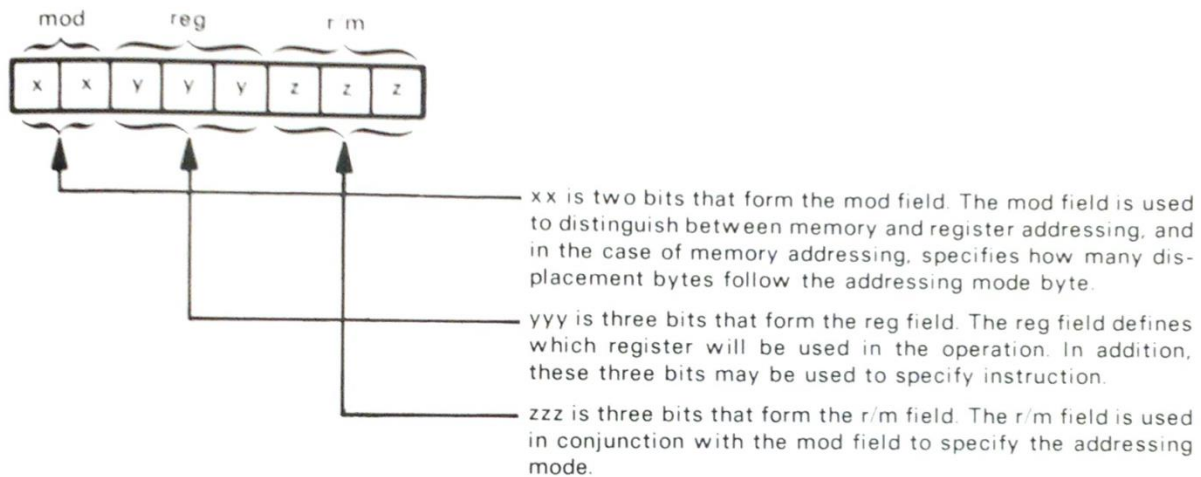 mod reg r/m
x x y y y z z z
xx is two bits that form the mod field. The mod field is used
to distinguish between memory and register addressing, and
in the case of memory addressing, specifies how many dis-
placement bytes follow the addressing mode byte.
yyy is three bits that form the reg field. The reg field defines
which register will be used in the operation. In addition,
these three bits may be used to specify instruction.
zzz is three bits that form the r/m field. The r/m field is used
in conjunction with the mod field to specify the addressing
mode.